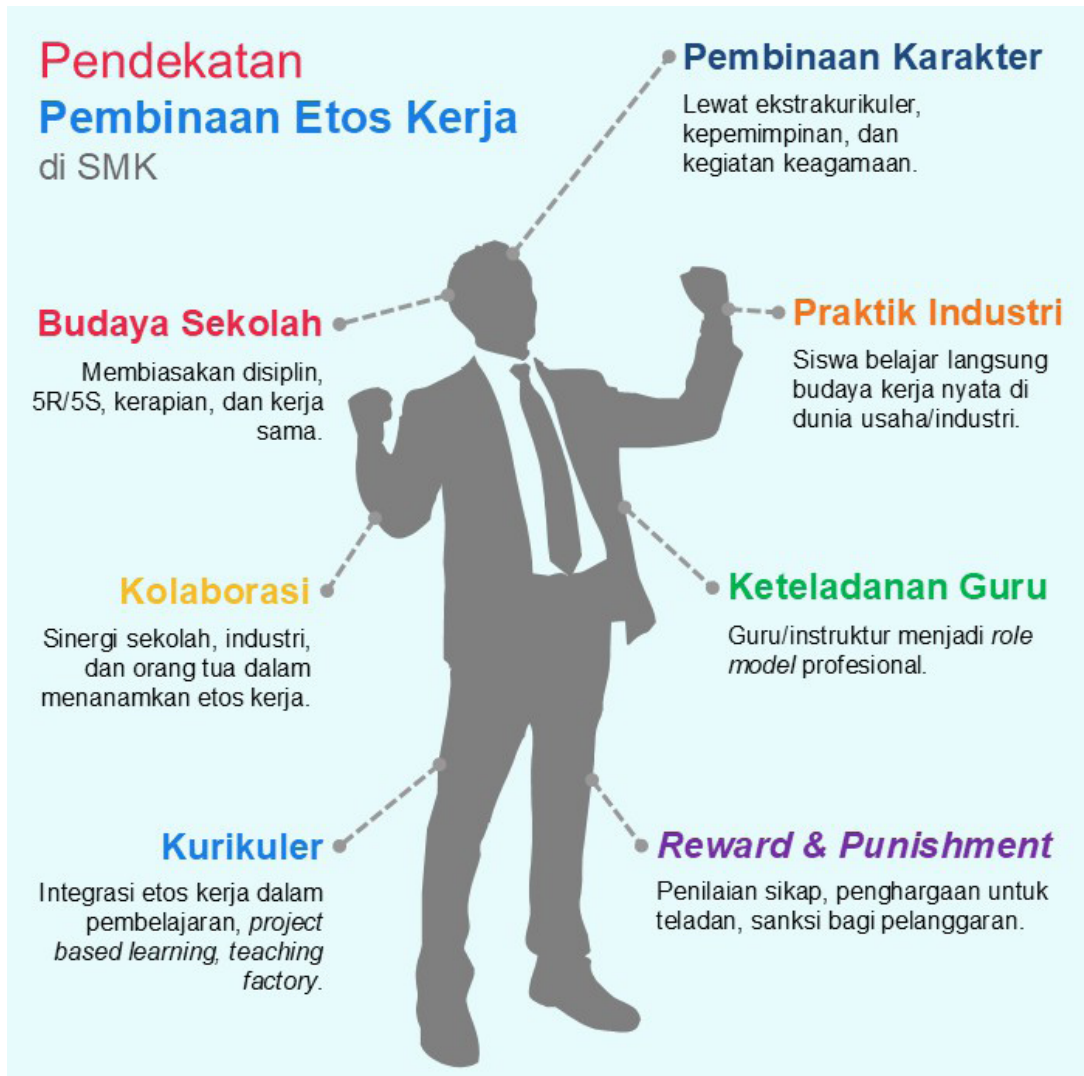 Pendekatan
Pembinaan Etos Kerja
di SMK
Pembinaan Karakter
Lewat ekstrakurikuler,
kepemimpinan, dan
kegiatan keagamaan.
Budaya Sekolah
Membiasakan disiplin,
5R/5S, kerapian, dan kerja
sama.
Praktik Industri
Siswa belajar langsung
budaya kerja nyata di
dunia usaha/industri.
Kolaborasi
Sinergi sekolah, industri,
dan orang tua dalam
menanamkan etos kerja.
Keteladanan Guru
Guru/instruktur menjadi role
model profesional.
Kurikuler
Integrasi etos kerja dalam
pembelajaran, project
based learning, teaching
factory.
Reward & Punishment
Penilaian sikap, penghargaan untuk
teladan, sanksi bagi pelanggaran.